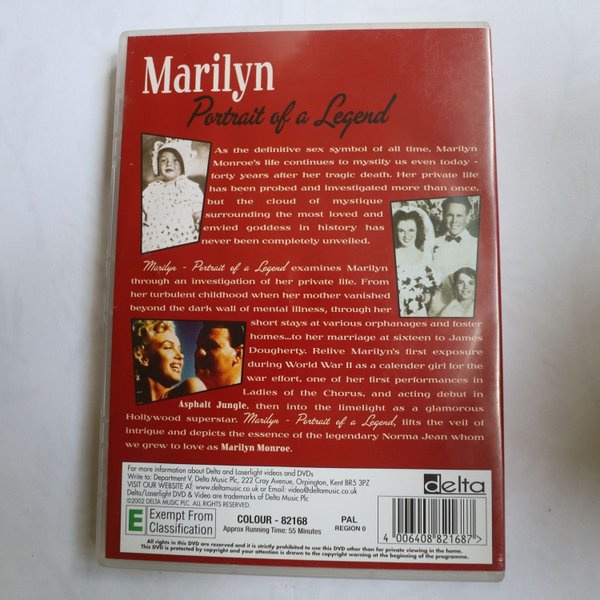 Marilyn
Portrait of a Legend
As the definitive sex symbol of all time, Marilyn
Monroe's life continues to mystify us even today -
forty years after her tragic death. Her private life
has been probed and investigated more than once,
but the cloud of mystique
surrounding the most loved and
envied goddess in history has
never been completely unveiled.
Marilyn - Portrait of a Legend examines Marilyn
through an investigation of her private life. From
her turbulent childhood when her mother vanished
beyond the dark wall of mental illness, through her
short stays at various orphanages and foster
homes...to her marriage at sixteen to James
Dougherty. Relive Marilyn's first exposure
during World War II as a calender girl for the
war effort, one of her first performances in
Ladies of the Chorus, and acting debut in
Asphalt Jungle, then into the limelight as a glamorous
Hollywood superstar. Marilyn - Portrait of a Legend, lifts the veil of
intrigue and depicts the essence of the legendary Norma Jean whom
we grew to love as Marilyn Monroe.
For more information about Delta and Laserlight videos and DVDs
Write to: Department V, Delta Music Plc, 222 Cray Avenue, Orpington, Kent BR5 3PZ
VISIT OUR WEBSITE AT: www.deltamusic.co.uk or Email: video@deltamusic.co.uk
Delta/Laserlight DVD & Video are trademarks of Delta Music Plc
©2002 DELTA MUSIC PLC. ALL RIGHTS RESERVED.
delta
E Exempt From
Classification
COLOUR - 82168
Approx Running Time: 55 Minutes
PAL
REGION 0
4 006408 821687>
All rights in this DVD are reserved and it is strictly prohibited to use this DVD other than for private viewing in the home.
This DVD is protected by copyright and your attention is drawn to the copyright warning at the beginning of the programme.